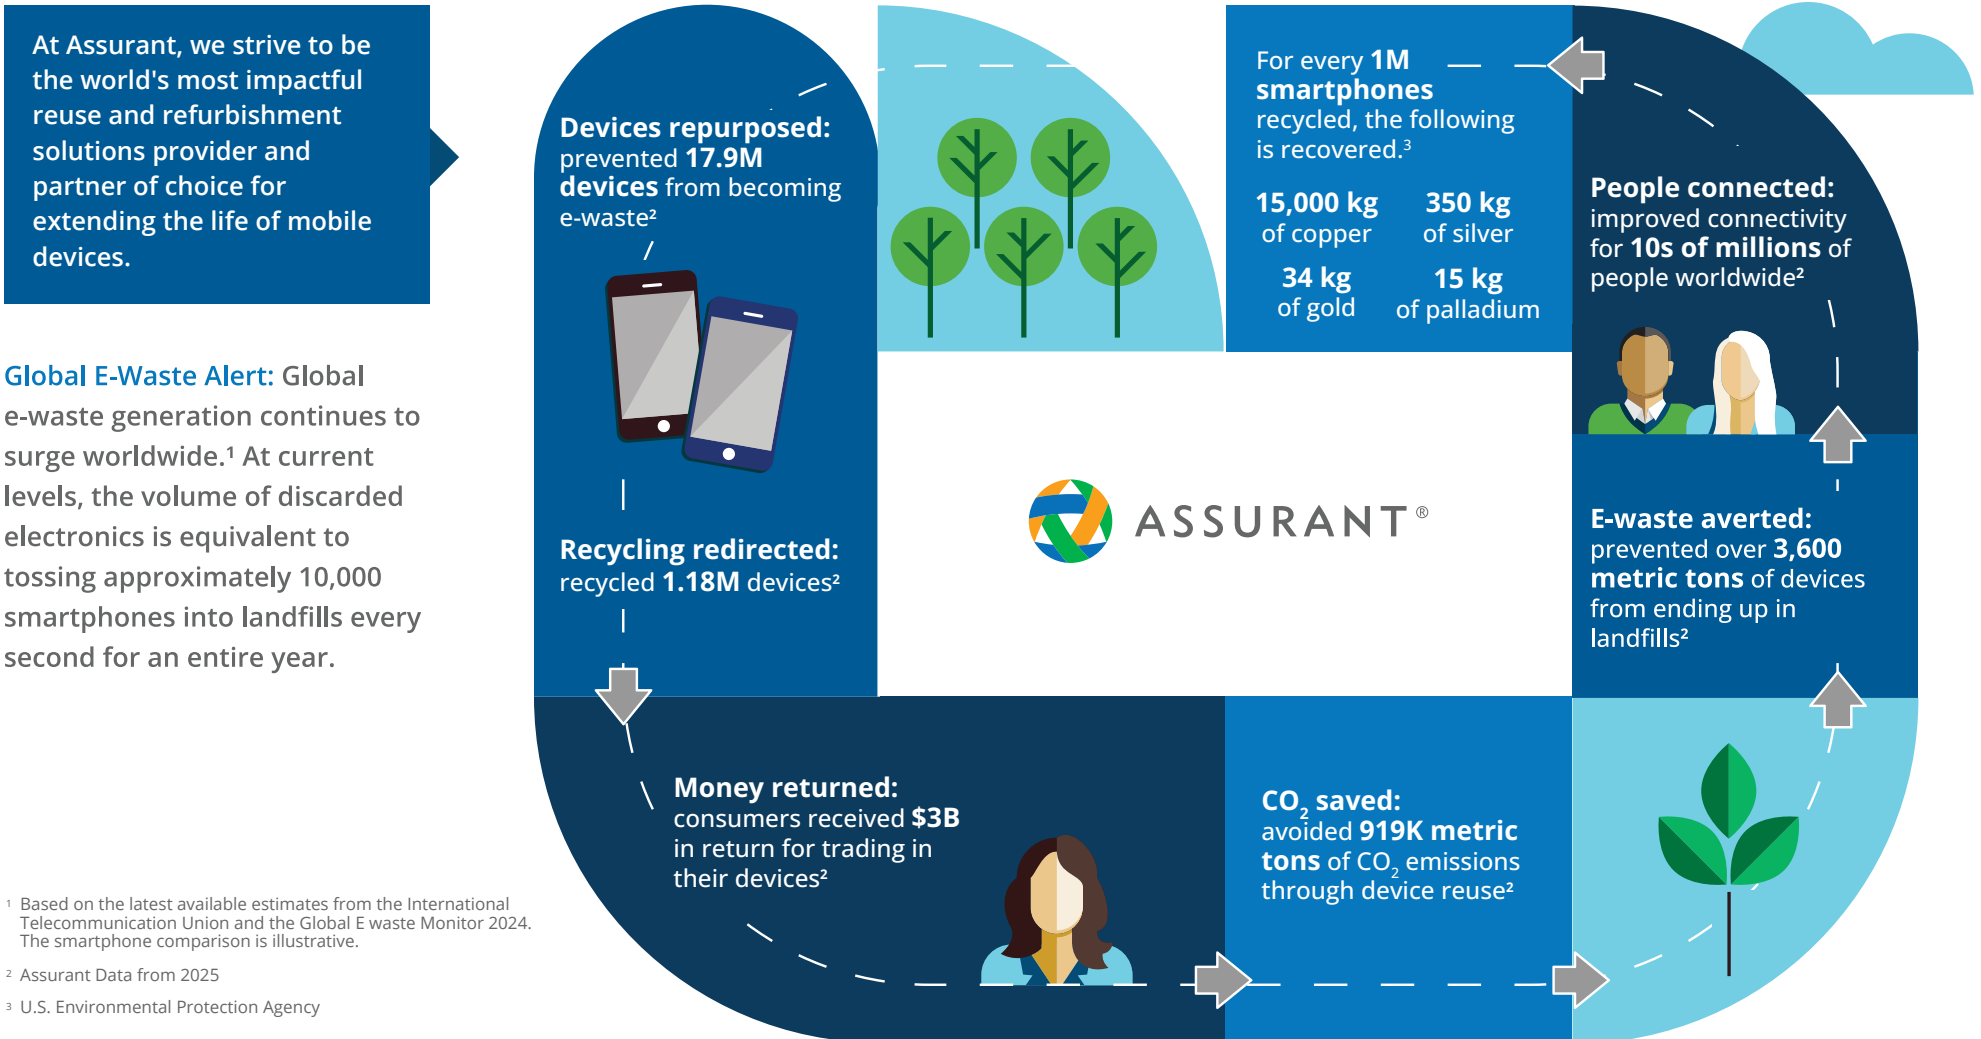 At Assurant, we strive to be
the world's most impactful
reuse and refurbishment
solutions provider and
partner of choice for
extending the life of mobile
devices.
Global E-Waste Alert: Global
e-waste generation continues to
surge worldwide.¹ At current
levels, the volume of discarded
electronics is equivalent to
tossing approximately 10,000
smartphones into landfills every
second for an entire year.
1 Based on the latest available estimates from the International
Telecommunication Union and the Global E waste Monitor 2024.
The smartphone comparison is illustrative.
2 Assurant Data from 2025
3 U.S. Environmental Protection Agency
Devices repurposed:
prevented 17.9M
devices from becoming
e-waste²
Recycling redirected:
recycled 1.18M devices²
Money returned:
consumers received $3B
in return for trading in
their devices²
CO₂ saved:
avoided 919K metric
tons of CO₂ emissions
through device reuse²
E-waste averted:
prevented over 3,600
metric tons of devices
from ending up in
landfills²
People connected:
improved connectivity
for 10s of millions of
people worldwide²
For every 1M
smartphones
recycled, the following
is recovered.³
15,000 kg
of copper
350 kg
of silver
34 kg
of gold
15 kg
of palladium
ASSURANT®